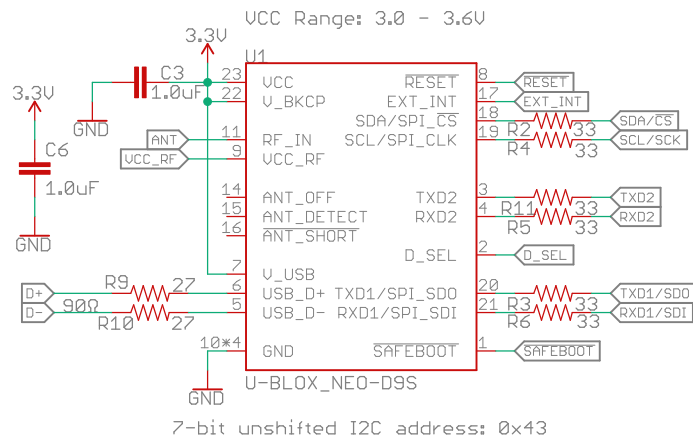 VCC Range: 3.0 - 3.6V
3.3V
U1
C3
1.0uF
GND
3.3V
C6
1.0uF
GND
23 VCC
22 V_BKCP
ANT 11 RF_IN
VCC_RF 9 VCC_RF
14 ANT_OFF
15 ANT_DETECT
16 ANT_SHORT
7 V_USB
D+ R9 27 6 USB_D+
D- 90Ω R10 27 5 USB_D-
10*4 GND
GND
RESET 8 RESET
EXT_INT 17 EXT_INT
SDA/SPI_CS 18 R2 33 SDA/CS
SCL/SPI_CLK 19 R4 33 SCL/SCK
TXD2 3 R11 33 TXD2
RXD2 4 R5 33 RXD2
D_SEL 2 D_SEL
TXD1/SPI_SDO 20 R3 33 TXD1/SDO
RXD1/SPI_SDI 21 R6 33 RXD1/SDI
SAFEBOOT 1 SAFEBOOT
U-BLOX_NEO-D9S
7-bit unshifted I2C address: 0x43